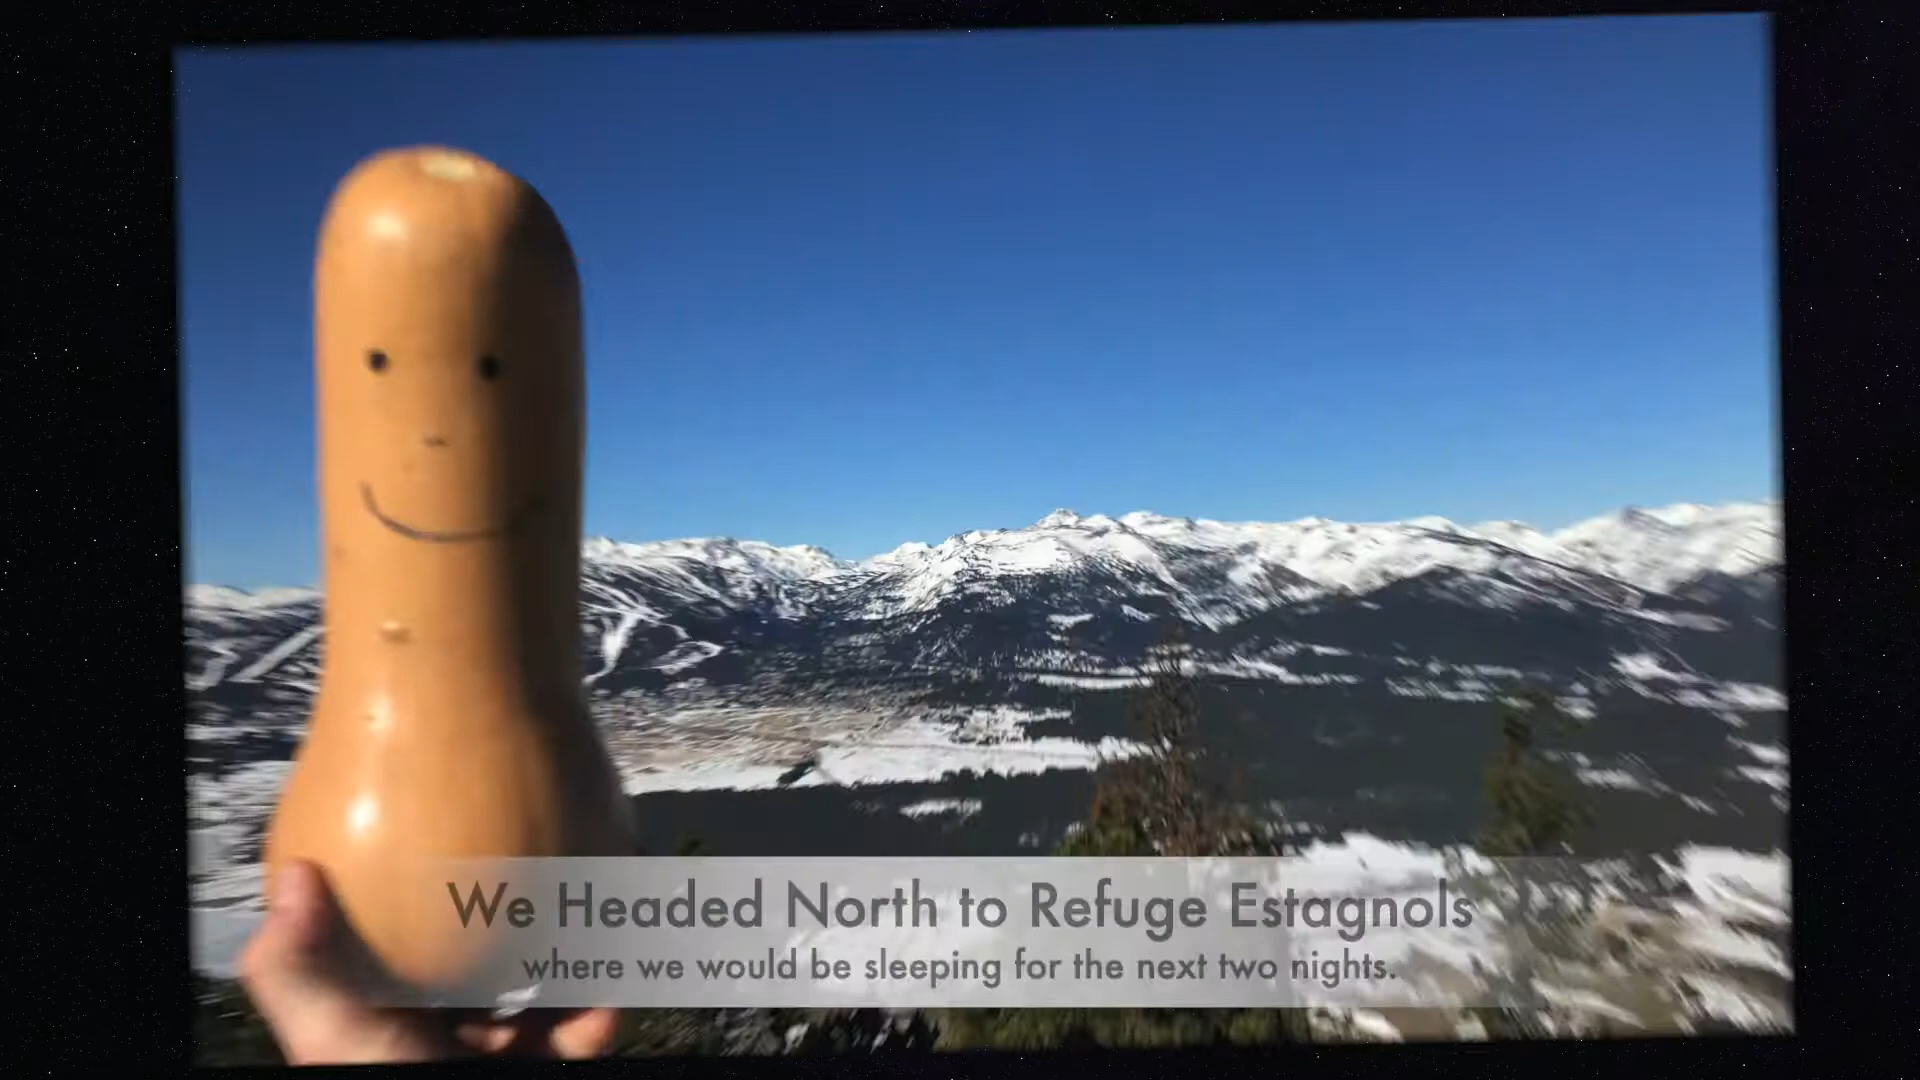 We Headed North to Refuge Estagnols
where we would be sleeping for the next two nights.